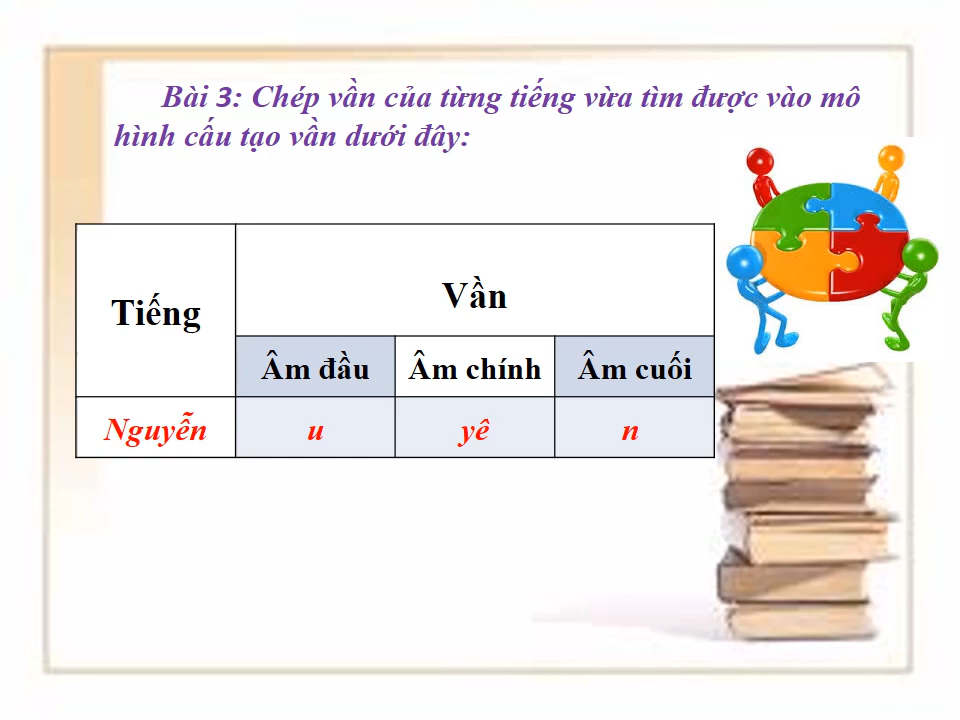 Bài 3: Chép vần của từng tiếng vừa tìm được vào mô
hình cấu tạo vần dưới đây:
Tiếng
Vần
Âm đầu
Âm chính
Âm cuối
Nguyễn
u
yê
n